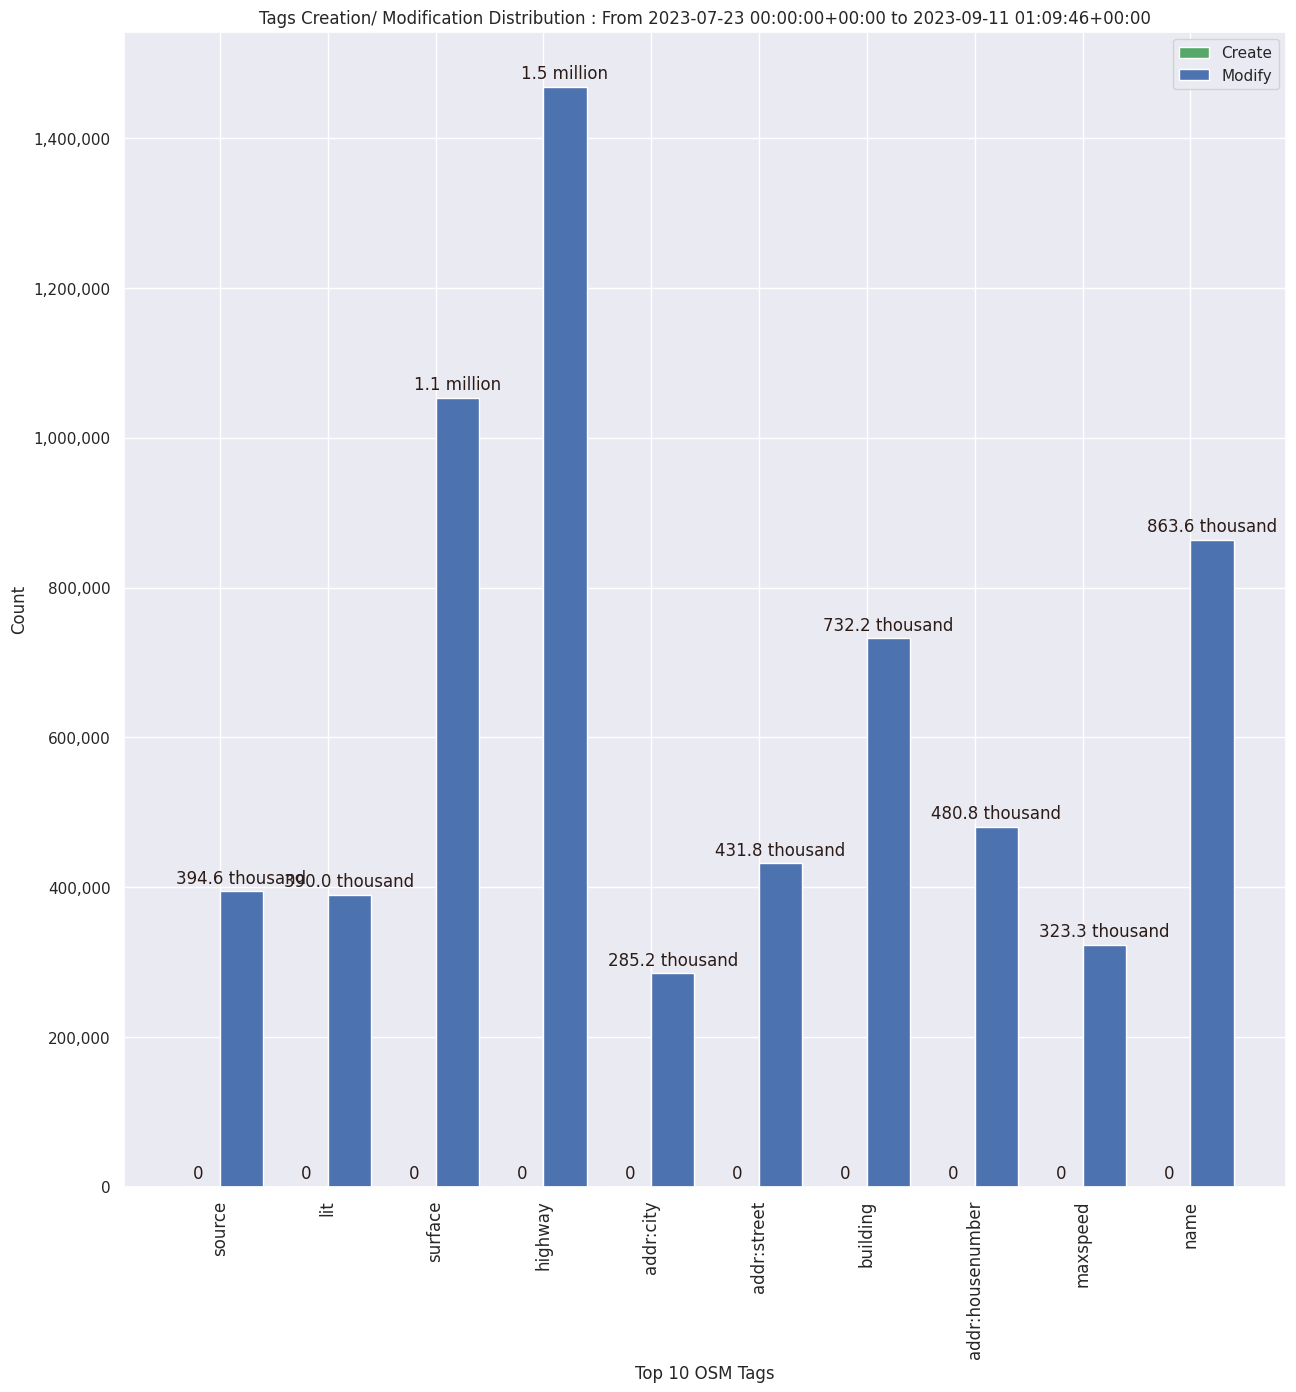 Tags Creation/ Modification Distribution : From 2023-07-23 00:00:00+00:00 to 2023-09-11 01:09:46+00:00
Create
Modify
Count
1,400,000
1,200,000
1,000,000
800,000
600,000
400,000
200,000
0
394.6 thousand
390.0 thousand
1.1 million
1.5 million
285.2 thousand
431.8 thousand
732.2 thousand
480.8 thousand
323.3 thousand
863.6 thousand
0
0
0
0
0
0
0
0
0
0
source
lit
surface
highway
addr:city
addr:street
building
addr:housenumber
maxspeed
name
Top 10 OSM Tags